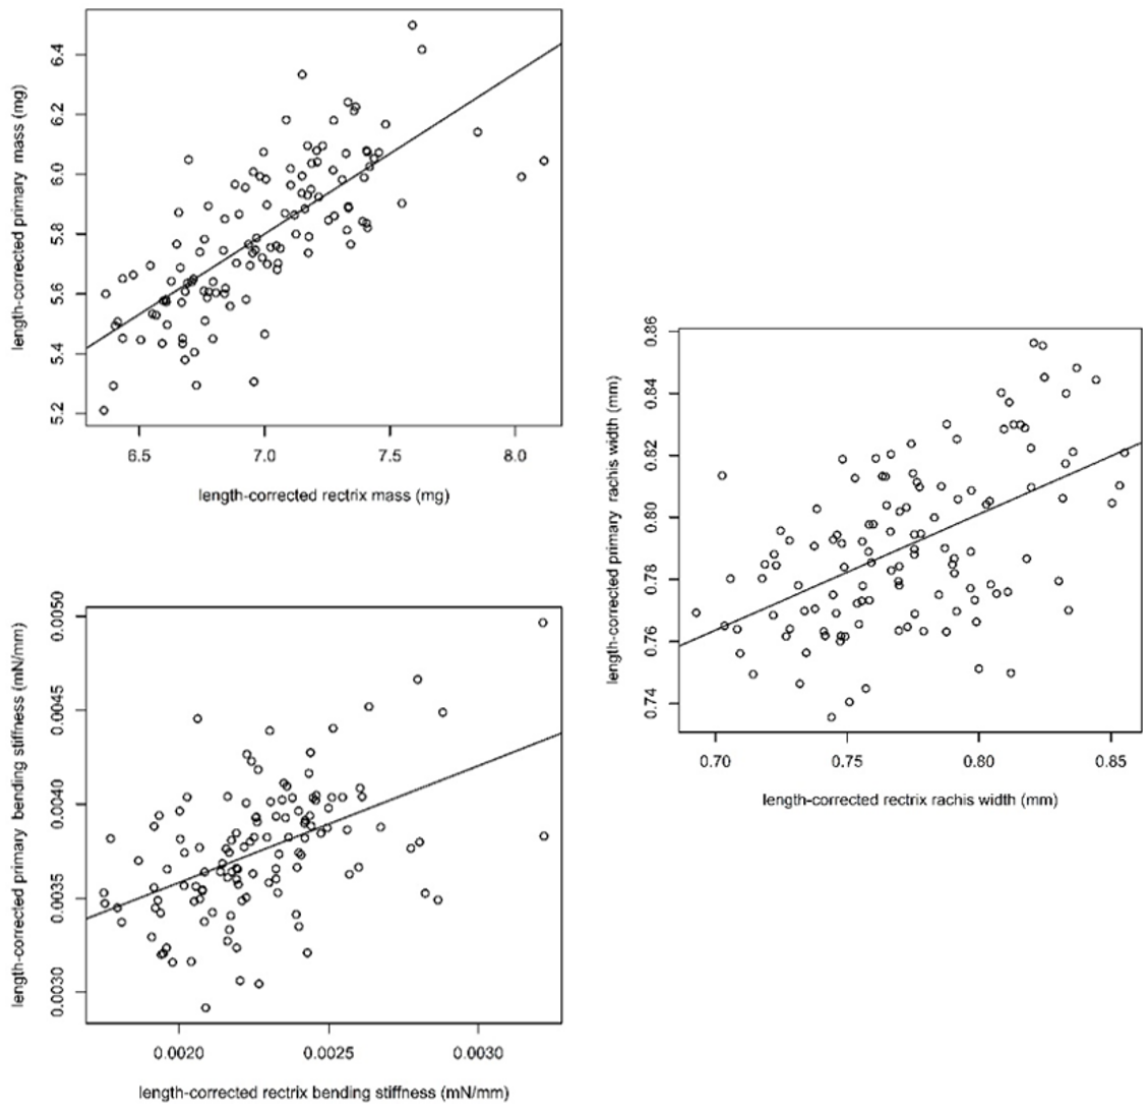 length-corrected primary mass (mg)
6.4
6.2
6.0
5.8
5.6
5.4
5.2
6.5 7.0 7.5 8.0
length-corrected rectrix mass (mg)
length-corrected primary rachis width (mm)
0.86
0.84
0.82
0.80
0.78
0.76
0.74
0.70 0.75 0.80 0.85
length-corrected rectrix rachis width (mm)
length-corrected primary bending stiffness (mN/mm)
0.0050
0.0045
0.0040
0.0035
0.0030
0.0020 0.0025 0.0030
length-corrected rectrix bending stiffness (mN/mm)